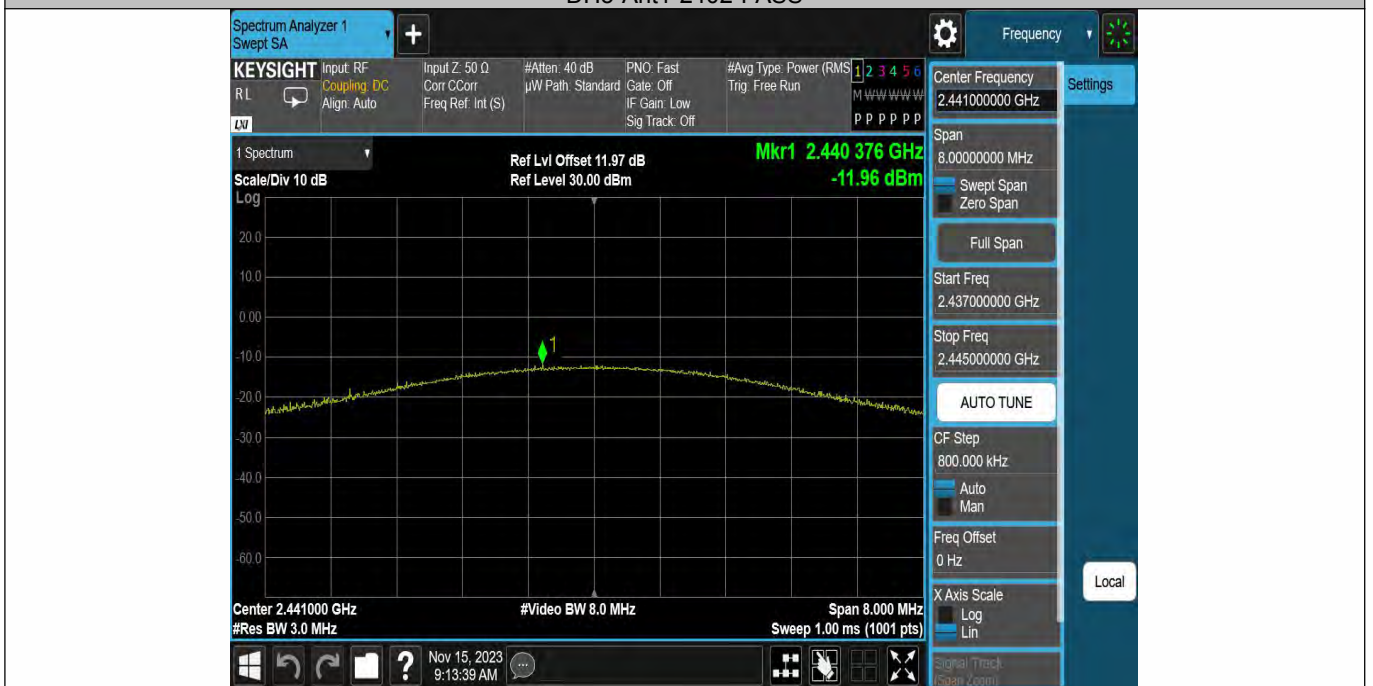 Spectrum Analyzer 1
Swept SA
+
Frequency
KEYSIGHT
RL
LXI
Input: RF
Coupling: DC
Align: Auto
Input Z: 50 Ω
Corr CCorr
Freq Ref: Int (S)
#Atten: 40 dB
µW Path: Standard
PNO: Fast
Gate: Off
IF Gain: Low
Sig Track: Off
#Avg Type: Power (RMS
Trig: Free Run
1 2 3 4 5 6
M W W W W W
P P P P P P
1 Spectrum
Scale/Div 10 dB
Ref Lvl Offset 11.97 dB
Ref Level 30.00 dBm
Mkr1 2.440 376 GHz
-11.96 dBm
Log
20.0
10.0
0.00
-10.0
-20.0
-30.0
-40.0
-50.0
-60.0
1
Center 2.441000 GHz
#Res BW 3.0 MHz
#Video BW 8.0 MHz
Span 8.000 MHz
Sweep 1.00 ms (1001 pts)
Center Frequency
2.441000000 GHz
Settings
Span
8.00000000 MHz
Swept Span
Zero Span
Full Span
Start Freq
2.437000000 GHz
Stop Freq
2.445000000 GHz
AUTO TUNE
CF Step
800.000 kHz
Auto
Man
Freq Offset
0 Hz
X Axis Scale
Log
Lin
Signal Track
(Span Zoom)
Local
?
Nov 15, 2023
9:13:39 AM